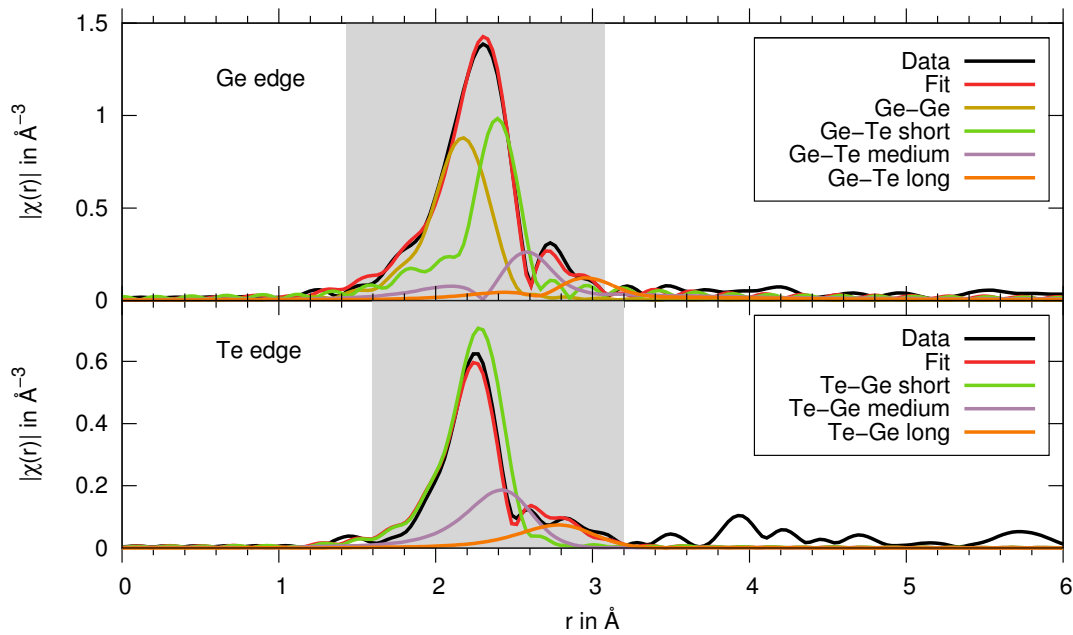 1.5
1
0.5
0
|χ(r)| in Å⁻³
Ge edge
Data
Fit
Ge−Ge
Ge−Te short
Ge−Te medium
Ge−Te long
0.6
0.4
0.2
0
|χ(r)| in Å⁻³
Te edge
Data
Fit
Te−Ge short
Te−Ge medium
Te−Ge long
0 1 2 3 4 5 6
r in Å